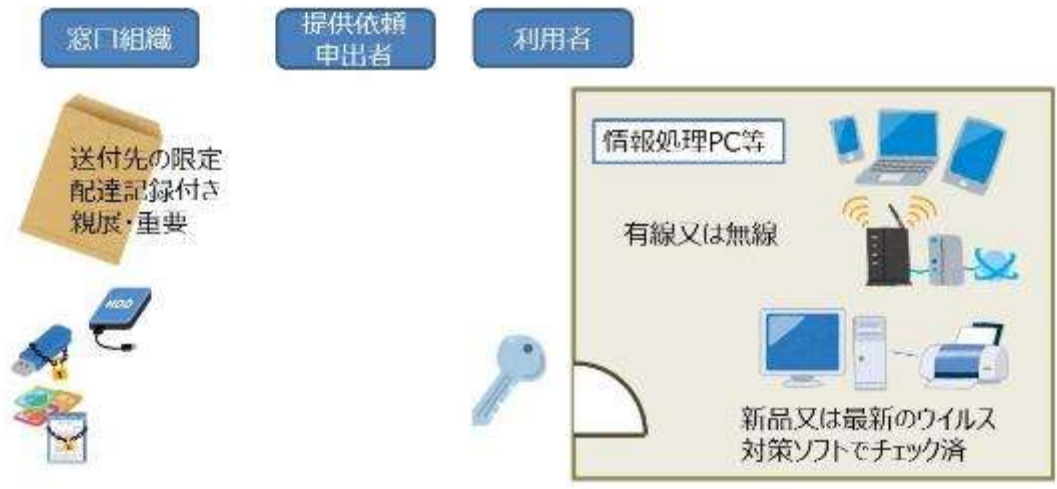 窓口組織
提供依頼
申出者
利用者
送付先の限定
配達記録付き
親展・重要
HDD
情報処理PC等
有線又は無線
新品又は最新のウイルス
対策ソフトでチェック済